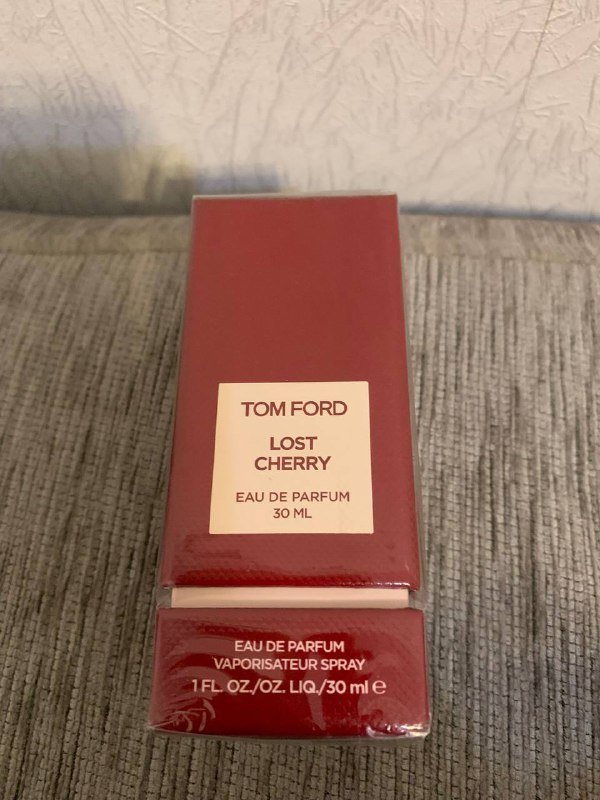 TOM FORD
LOST
CHERRY
EAU DE PARFUM
30 ML
EAU DE PARFUM
VAPORISATEUR SPRAY
1 FL. OZ./OZ. LIQ./30 ml ℮